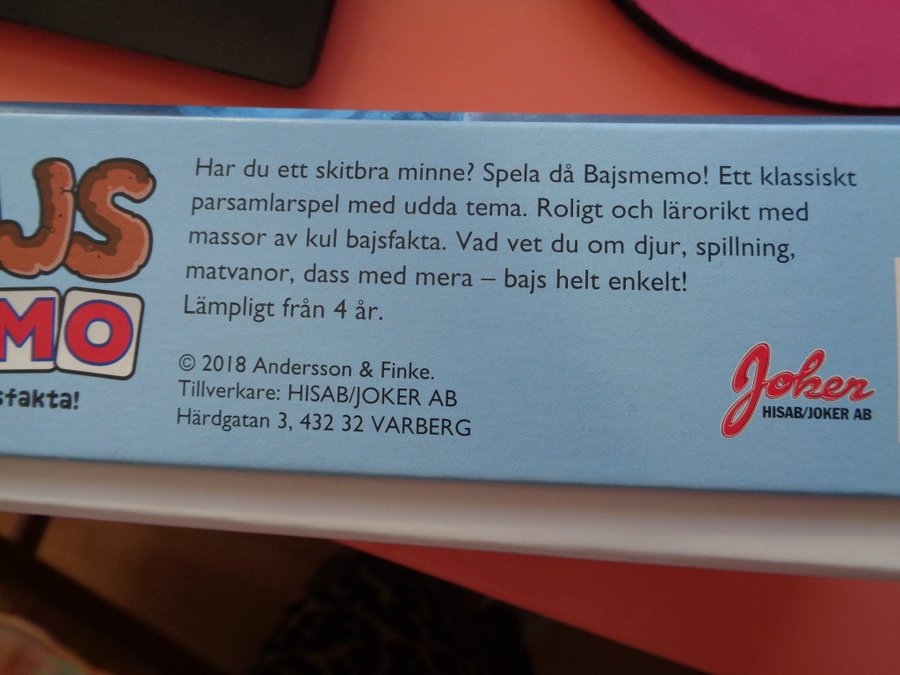 JS
MO
sfakta!
Har du ett skitbra minne? Spela då Bajsmemo! Ett klassiskt
parsamlarspel med udda tema. Roligt och lärorikt med
massor av kul bajsfakta. Vad vet du om djur, spillning,
matvanor, dass med mera – bajs helt enkelt!
Lämpligt från 4 år.
© 2018 Andersson & Finke.
Tillverkare: HISAB/JOKER AB
Härdgatan 3, 432 32 VARBERG
Joker
HISAB/JOKER AB